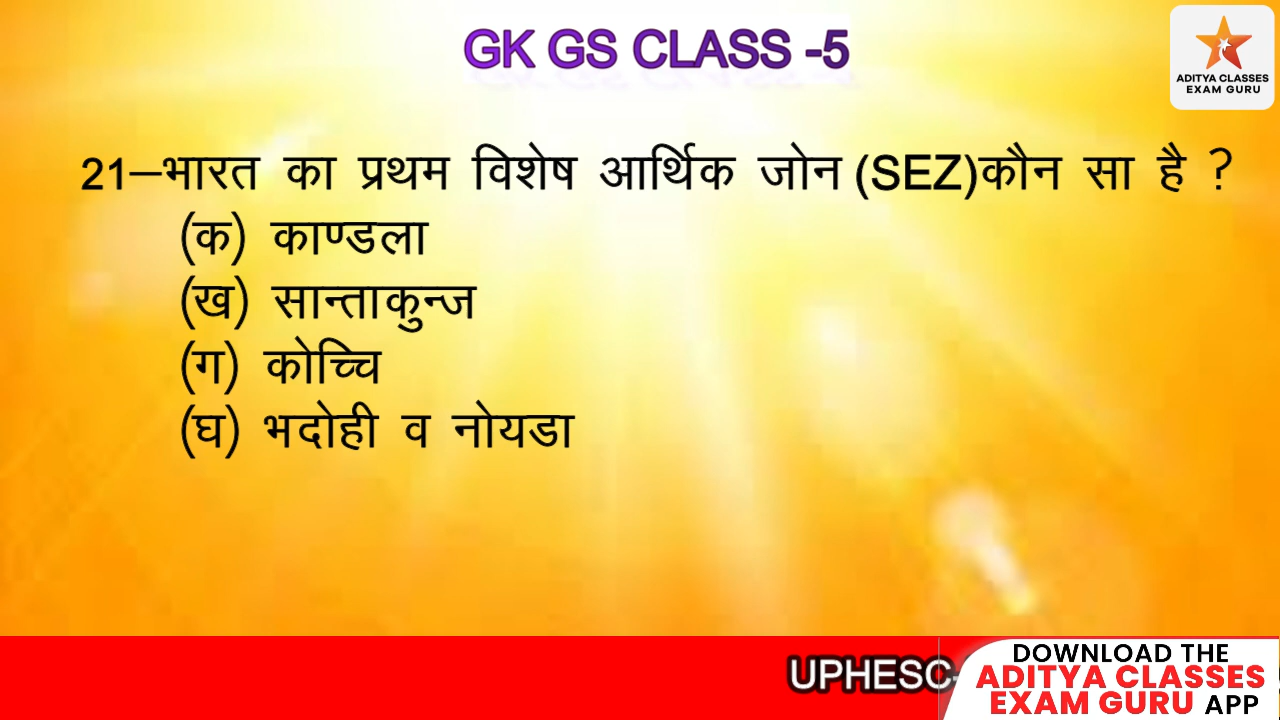 GK GS CLASS -5
ADITYA CLASSES
EXAM GURU
21–भारत का प्रथम विशेष आर्थिक जोन (SEZ)कौन सा है ?
(क) काण्डला
(ख) सान्ताकुन्ज
(ग) कोच्चि
(घ) भदोही व नोयडा
UPHESC-
DOWNLOAD THE
ADITYA CLASSES
EXAM GURU APP